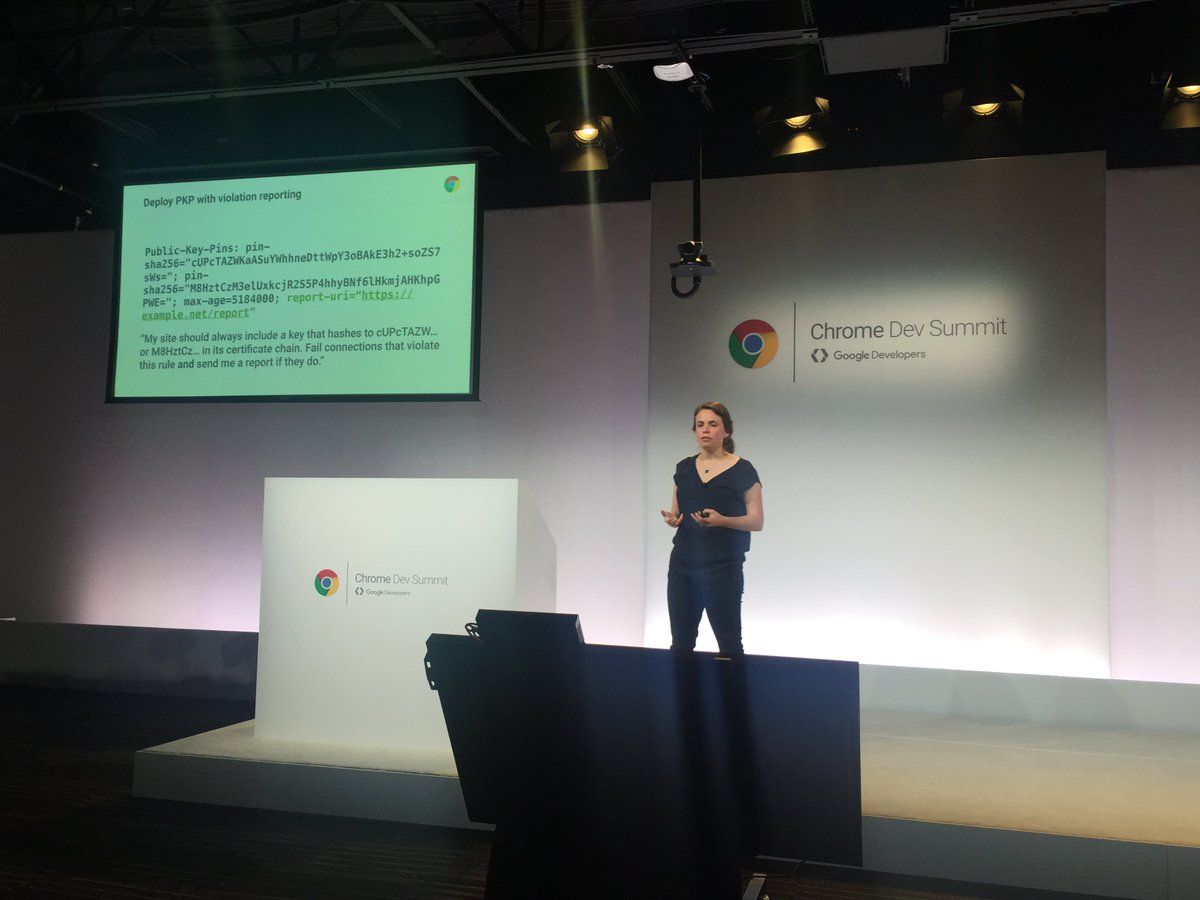 Deploy PKP with violation reporting
Public-Key-Pins: pin-
sha256="cUPcTAZWKaASuYWhhneDttWpY3oBAkE3h2+soZS7
sWs="; pin-
sha256="M8HztCzM3elUxkcjR2S5P4hhyBNf6lHkmjAHKhpG
PWE="; max-age=5184000; report-uri="https://
example.net/report"
"My site should always include a key that hashes to cUPcTAZW...
or M8HztCz... in its certificate chain. Fail connections that violate
this rule and send me a report if they do."
Chrome Dev Summit
Google Developers
Chrome Dev Summit
Google Developers